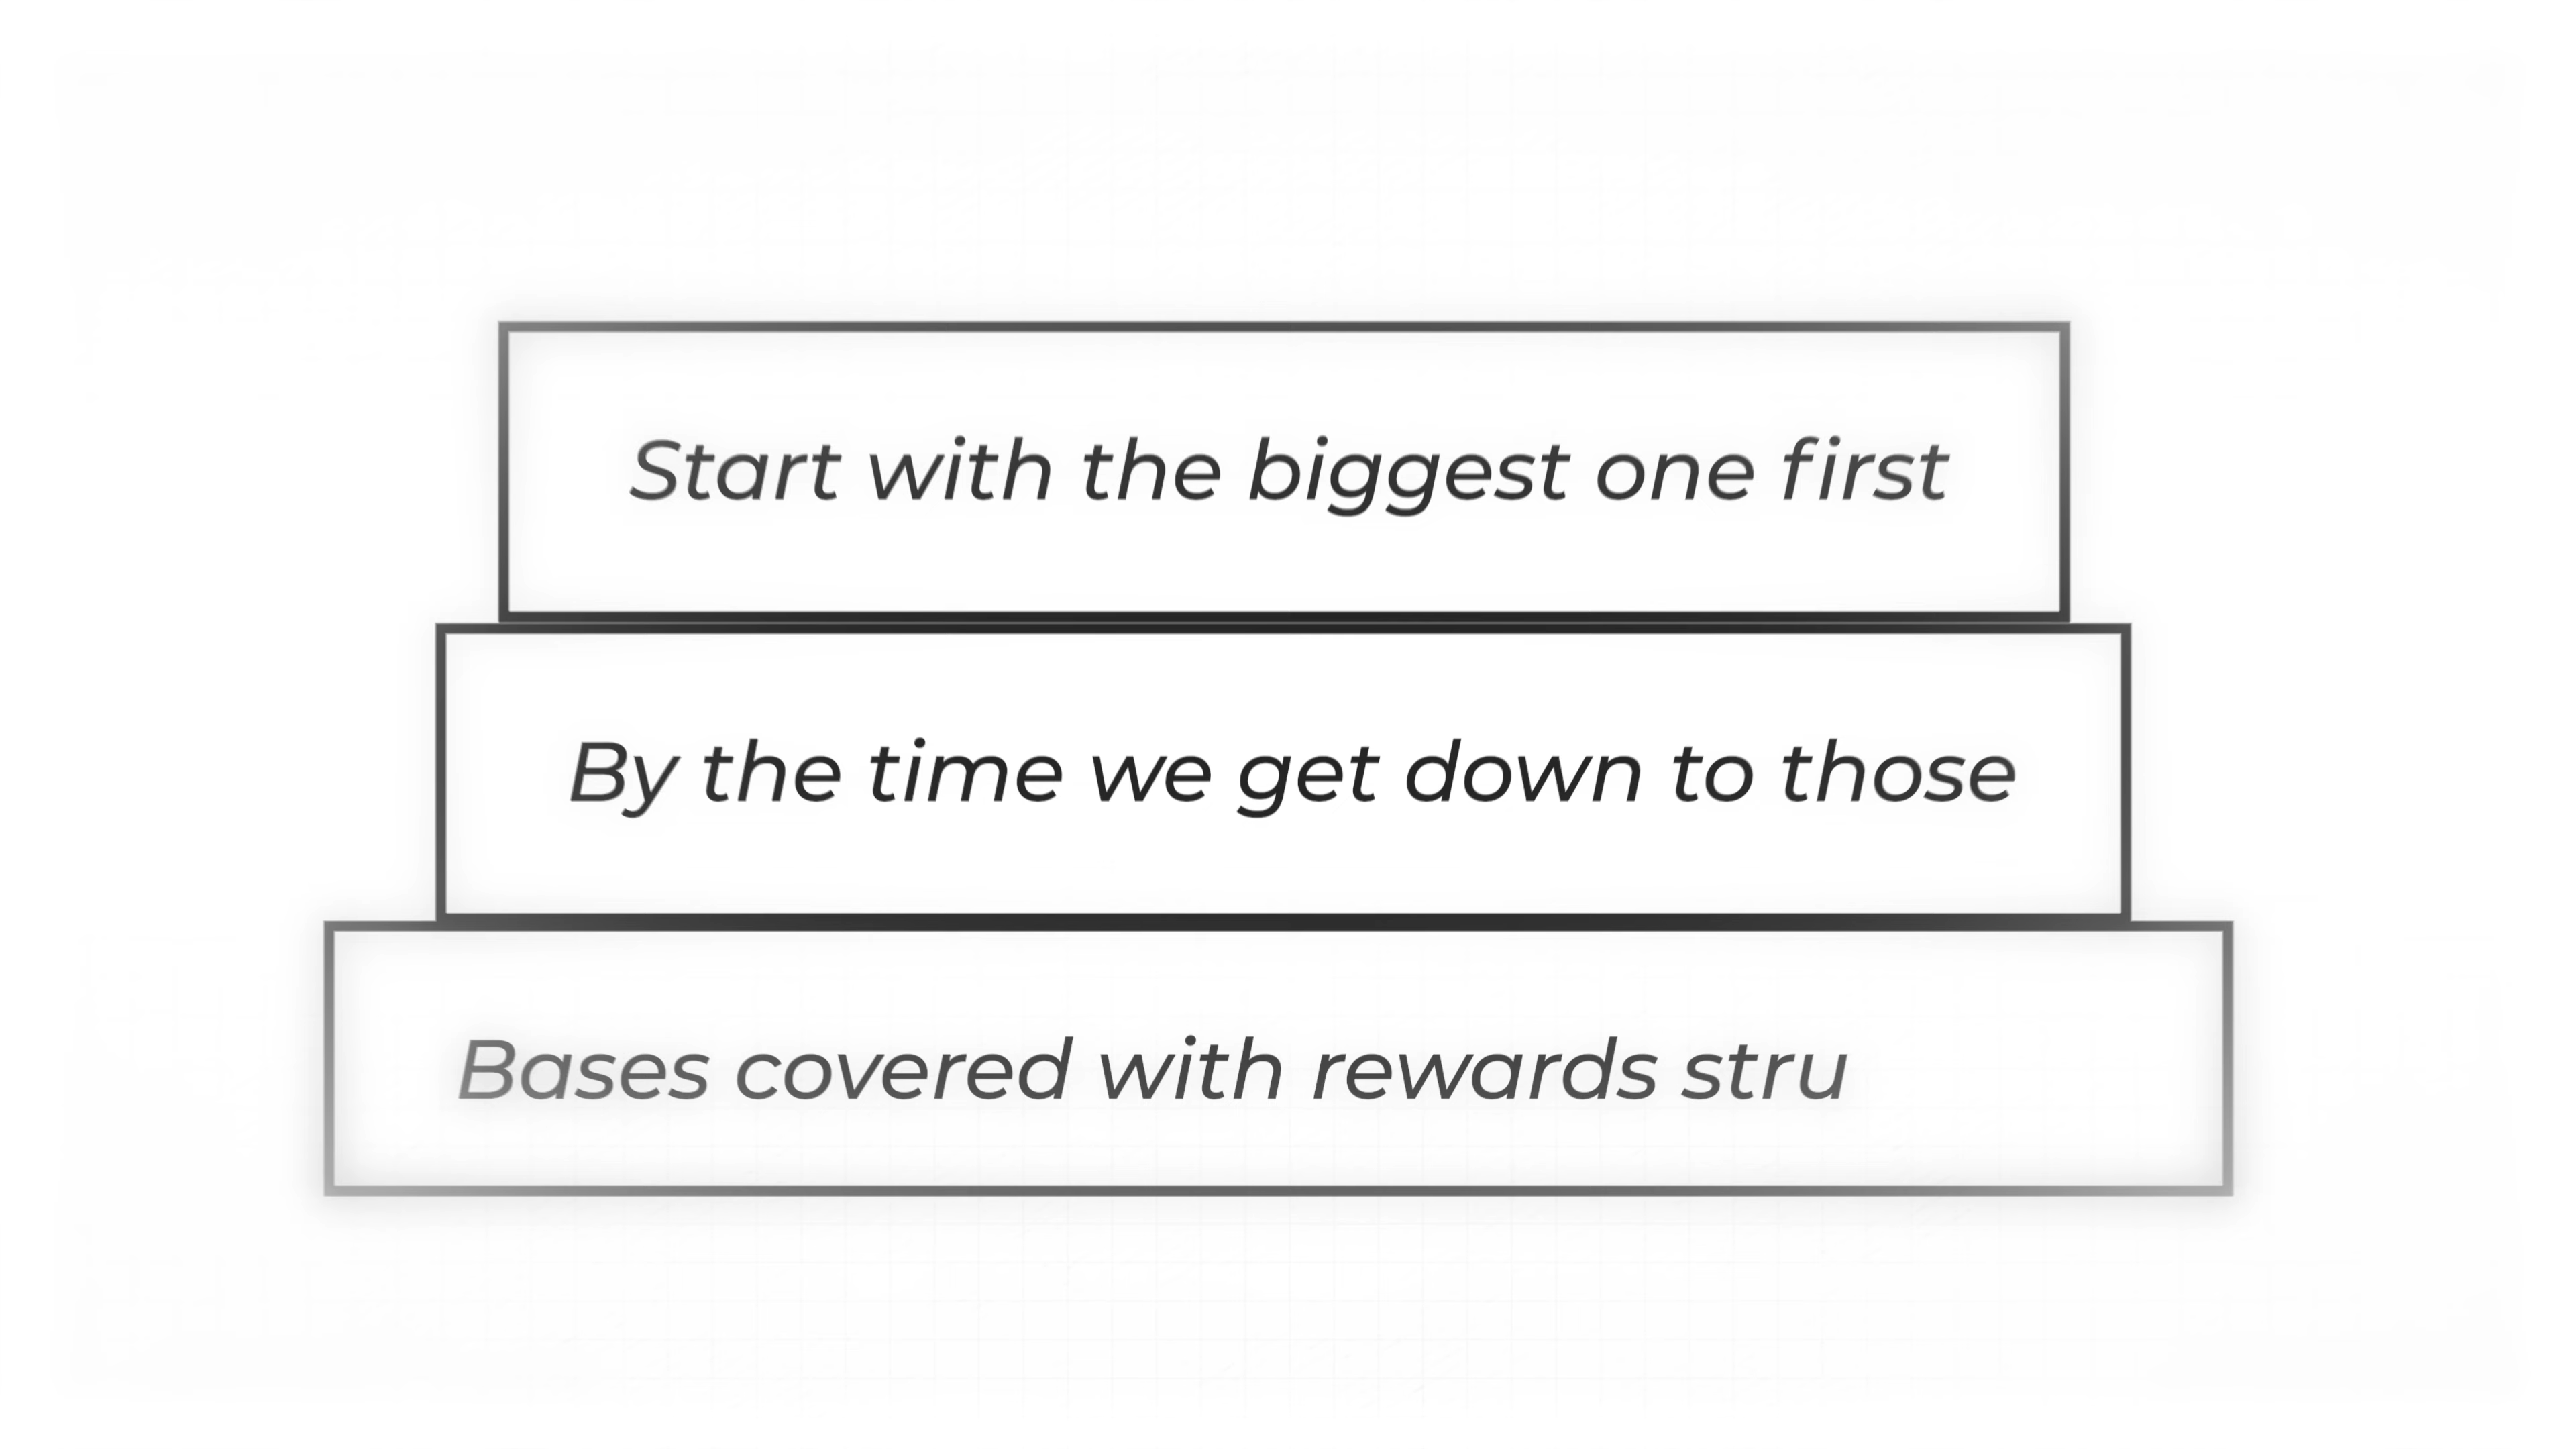 Start with the biggest one first
By the time we get down to those
Bases covered with rewards stru